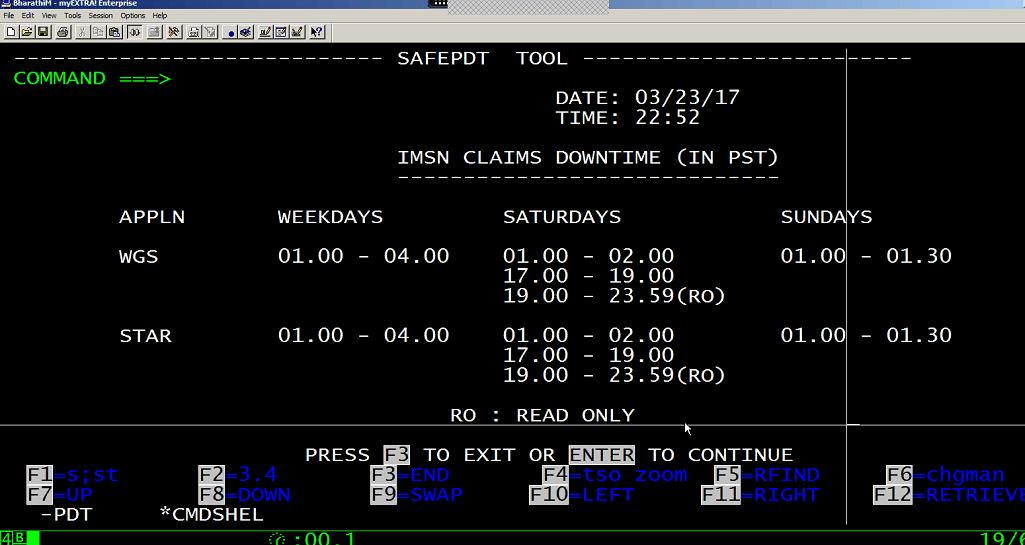 BharathiM - myEXTRA! Enterprise
File Edit View Tools Session Options Help
---------------------------- SAFEPDT TOOL -------------------------
COMMAND ===>
DATE: 03/23/17
TIME: 22:52
IMSN CLAIMS DOWNTIME (IN PST)
-----------------------------
APPLN WEEKDAYS SATURDAYS SUNDAYS
WGS 01.00 - 04.00 01.00 - 02.00 01.00 - 01.30
17.00 - 19.00
19.00 - 23.59(RO)
STAR 01.00 - 04.00 01.00 - 02.00 01.00 - 01.30
17.00 - 19.00
19.00 - 23.59(RO)
RO : READ ONLY
PRESS F3 TO EXIT OR ENTER TO CONTINUE
F1=s;st F2=3.4 F3=END F4=tso zoom F5=RFIND F6=chgman
F7=UP F8=DOWN F9=SWAP F10=LEFT F11=RIGHT F12=RETRIEVE
-PDT *CMDSHEL
4B :00.1 19/6